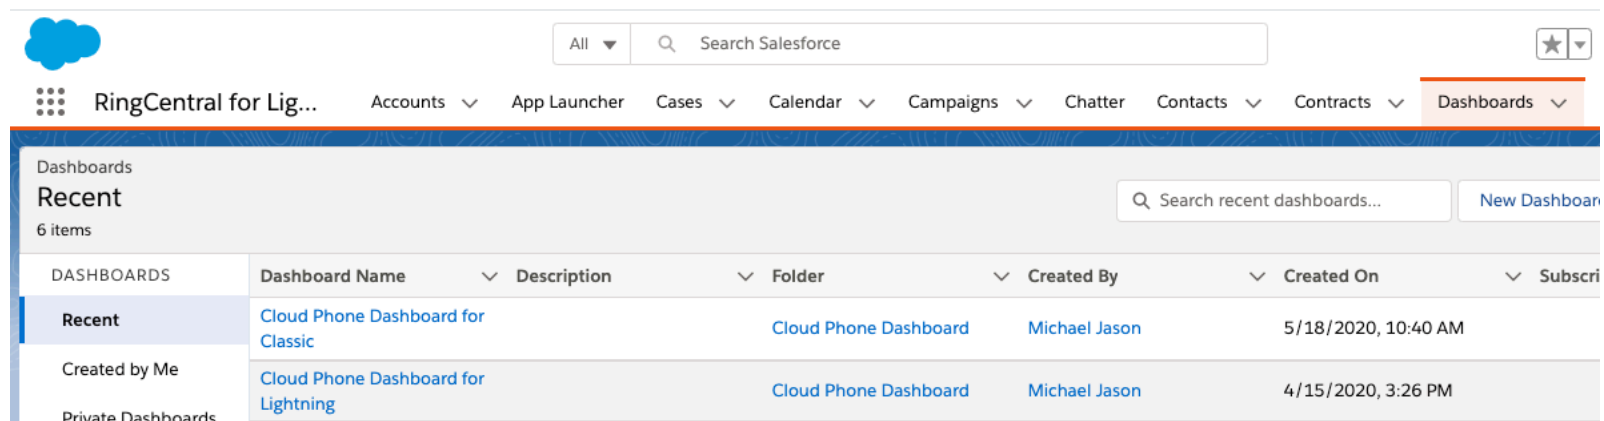 All
Search Salesforce
RingCentral for Lig... Accounts App Launcher Cases Calendar Campaigns Chatter Contacts Contracts Dashboards
Dashboards
Recent
6 items
Search recent dashboards...
New Dashboar
DASHBOARDS
Recent
Created by Me
Private Dashboards
Dashboard Name Description Folder Created By Created On Subscri
Cloud Phone Dashboard for
Classic
Cloud Phone Dashboard Michael Jason 5/18/2020, 10:40 AM
Cloud Phone Dashboard for
Lightning
Cloud Phone Dashboard Michael Jason 4/15/2020, 3:26 PM